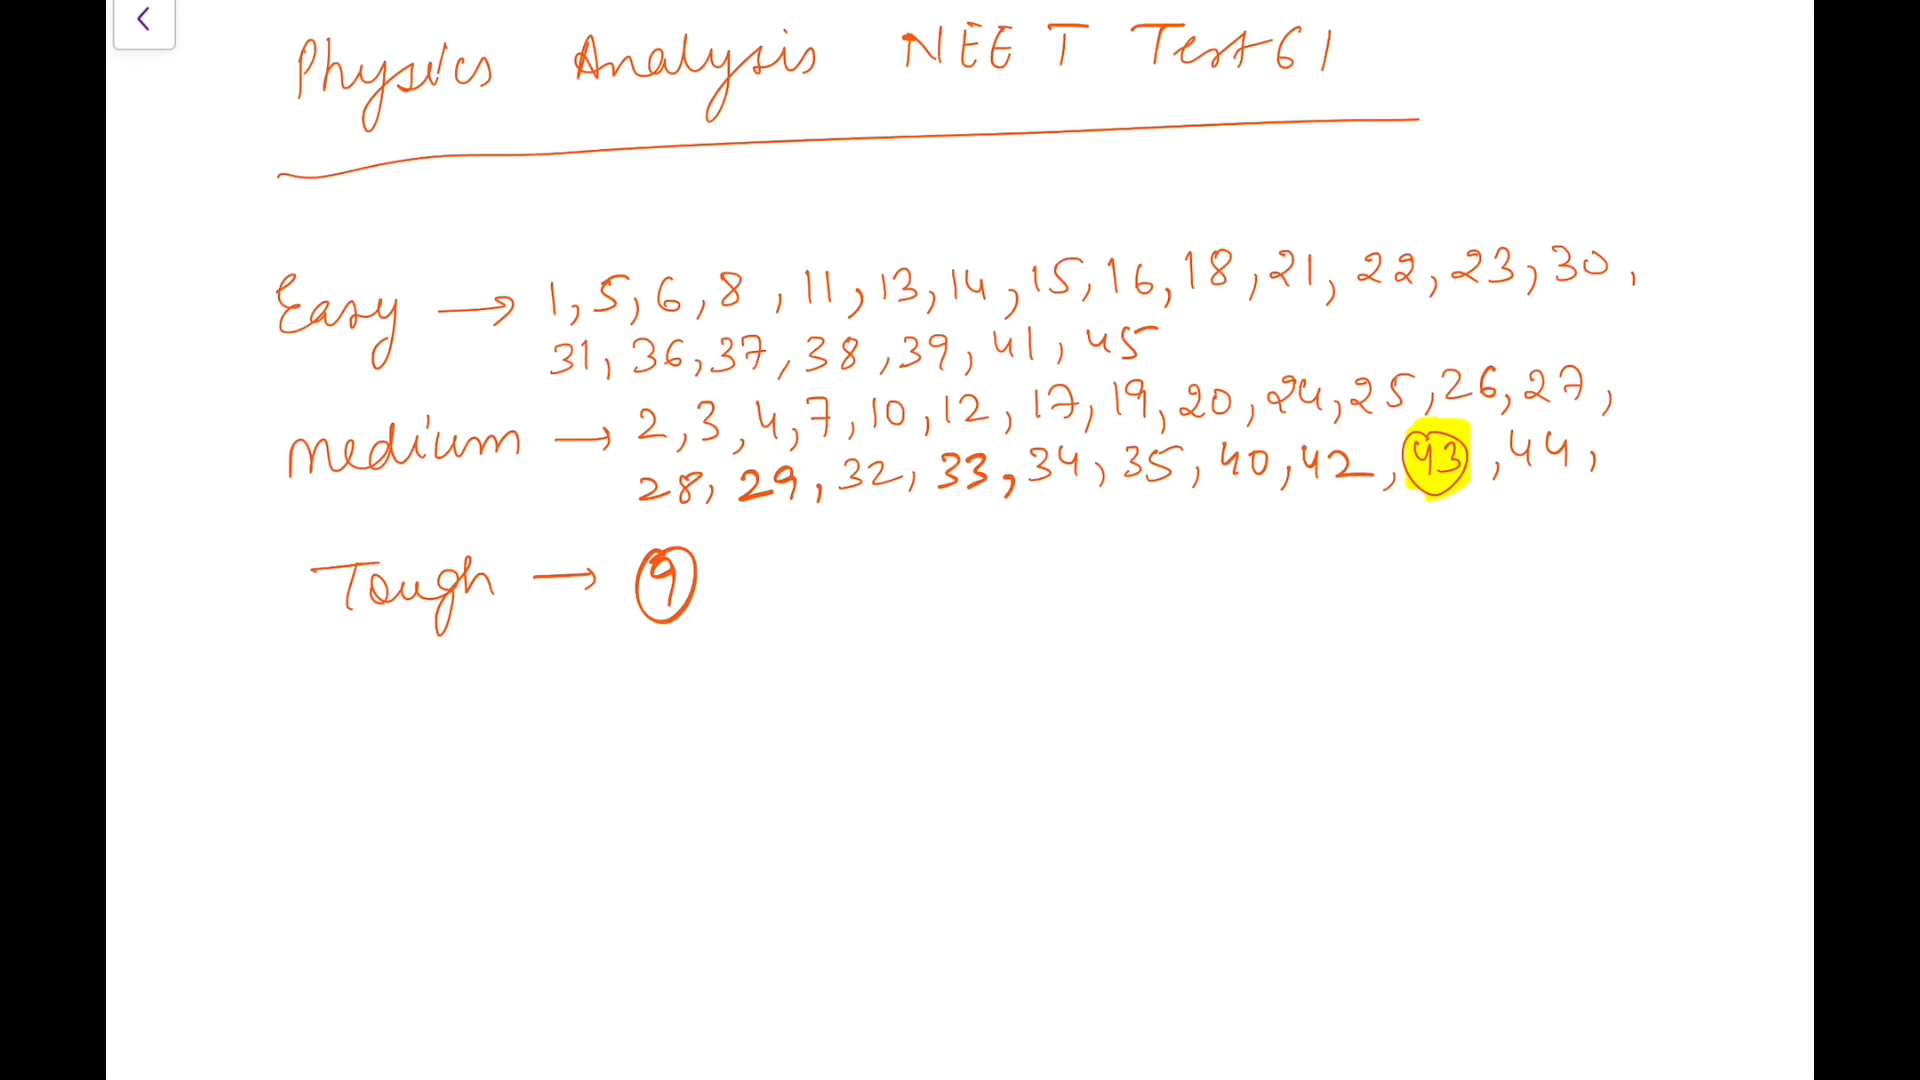 Physics Analysis NEET Test 61
Easy → 1, 5, 6, 8, 11, 13, 14, 15, 16, 18, 21, 22, 23, 30,
31, 36, 37, 38, 39, 41, 45
Medium → 2, 3, 4, 7, 10, 12, 17, 19, 20, 24, 25, 26, 27,
28, 29, 32, 33, 34, 35, 40, 42, 43, 44,
Tough → 9